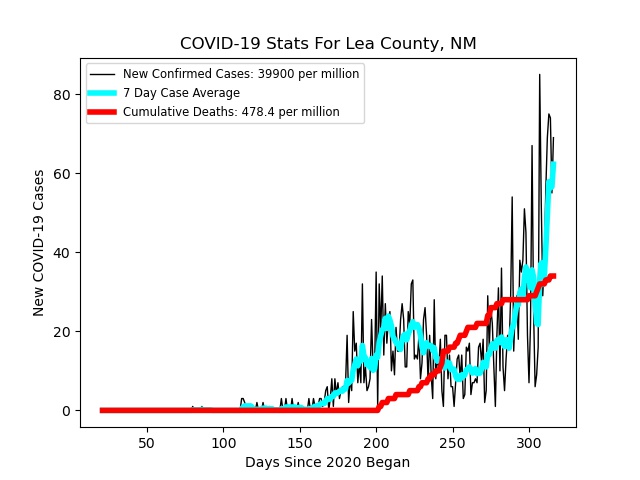 COVID-19 Stats For Lea County, NM
New Confirmed Cases: 39900 per million
7 Day Case Average
Cumulative Deaths: 478.4 per million
New COVID-19 Cases
80
60
40
20
0
50 100 150 200 250 300
Days Since 2020 Began